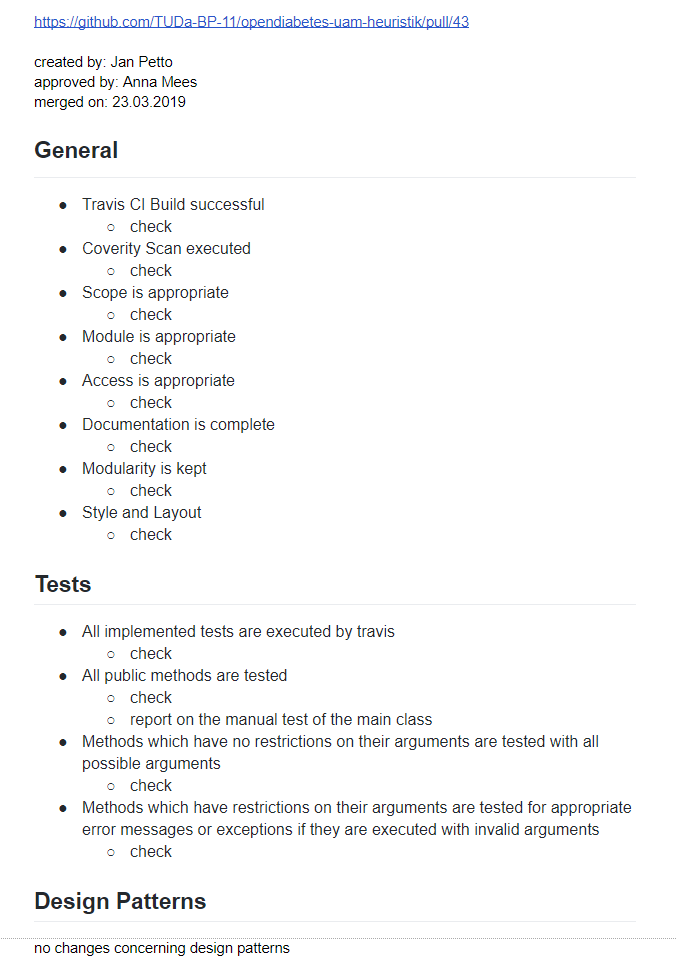 https://github.com/TUDa-BP-11/opendiabetes-uam-heuristik/pull/43
created by: Jan Petto
approved by: Anna Mees
merged on: 23.03.2019
General
● Travis CI Build successful
○ check
● Coverity Scan executed
○ check
● Scope is appropriate
○ check
● Module is appropriate
○ check
● Access is appropriate
○ check
● Documentation is complete
○ check
● Modularity is kept
○ check
● Style and Layout
○ check
Tests
● All implemented tests are executed by travis
○ check
● All public methods are tested
○ check
○ report on the manual test of the main class
● Methods which have no restrictions on their arguments are tested with all
possible arguments
○ check
● Methods which have restrictions on their arguments are tested for appropriate
error messages or exceptions if they are executed with invalid arguments
○ check
Design Patterns
no changes concerning design patterns